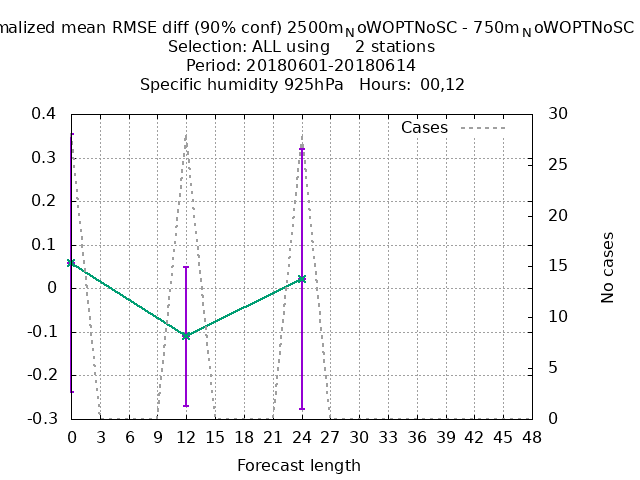 malized mean RMSE diff (90% conf) 2500mNoWOPTNoSC - 750mNoWOPTNoSC
Selection: ALL using 2 stations
Period: 20180601-20180614
Specific humidity 925hPa Hours: 00,12
Cases
0.4
0.3
0.2
0.1
0
-0.1
-0.2
-0.3
30
25
20
15
10
5
0
No cases
0 3 6 9 12 15 18 21 24 27 30 33 36 39 42 45 48
Forecast length